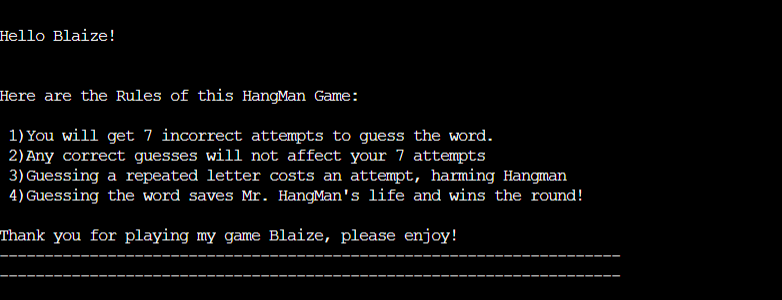 Hello Blaize!
Here are the Rules of this HangMan Game:
1)You will get 7 incorrect attempts to guess the word.
2)Any correct guesses will not affect your 7 attempts
3)Guessing a repeated letter costs an attempt, harming Hangman
4)Guessing the word saves Mr. HangMan's life and wins the round!
Thank you for playing my game Blaize, please enjoy!
---------------------------------------------------------------------
---------------------------------------------------------------------